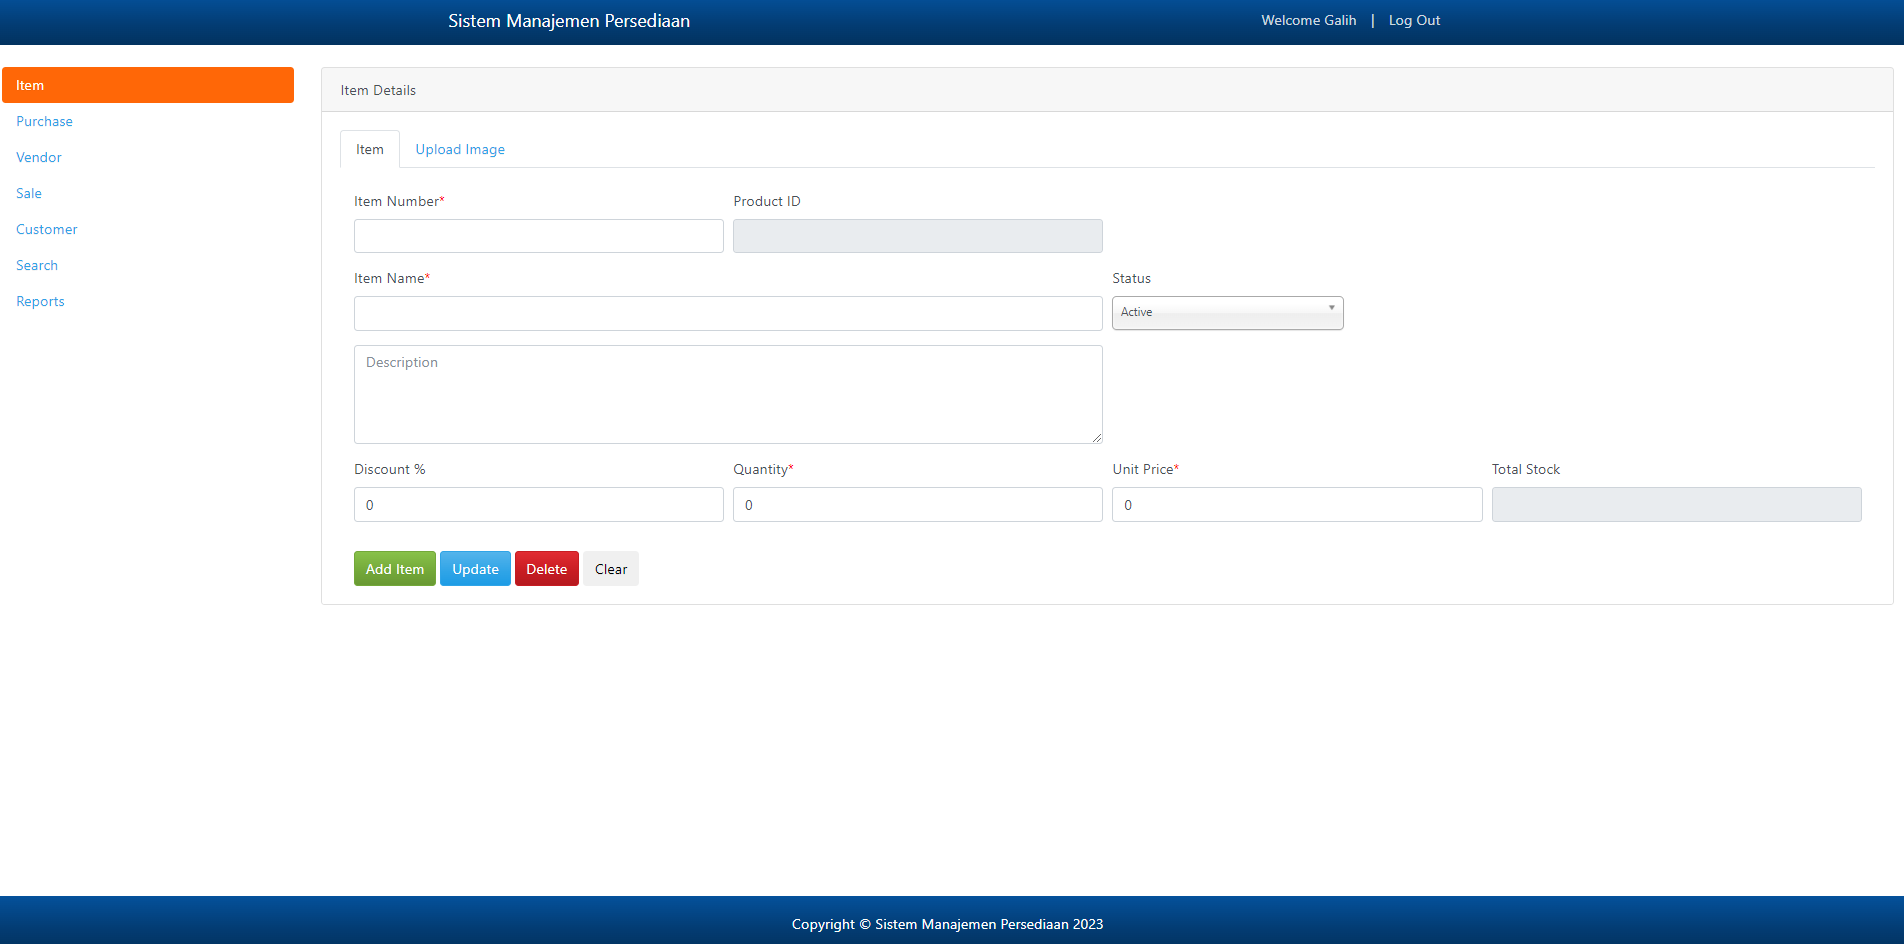 Sistem Manajemen Persediaan
Welcome Galih | Log Out
Item
Purchase
Vendor
Sale
Customer
Search
Reports
Item Details
Item Upload Image
Item Number* Product ID
Item Name* Status
Active
Description
Discount % Quantity* Unit Price* Total Stock
0 0 0
Add Item Update Delete Clear
Copyright © Sistem Manajemen Persediaan 2023